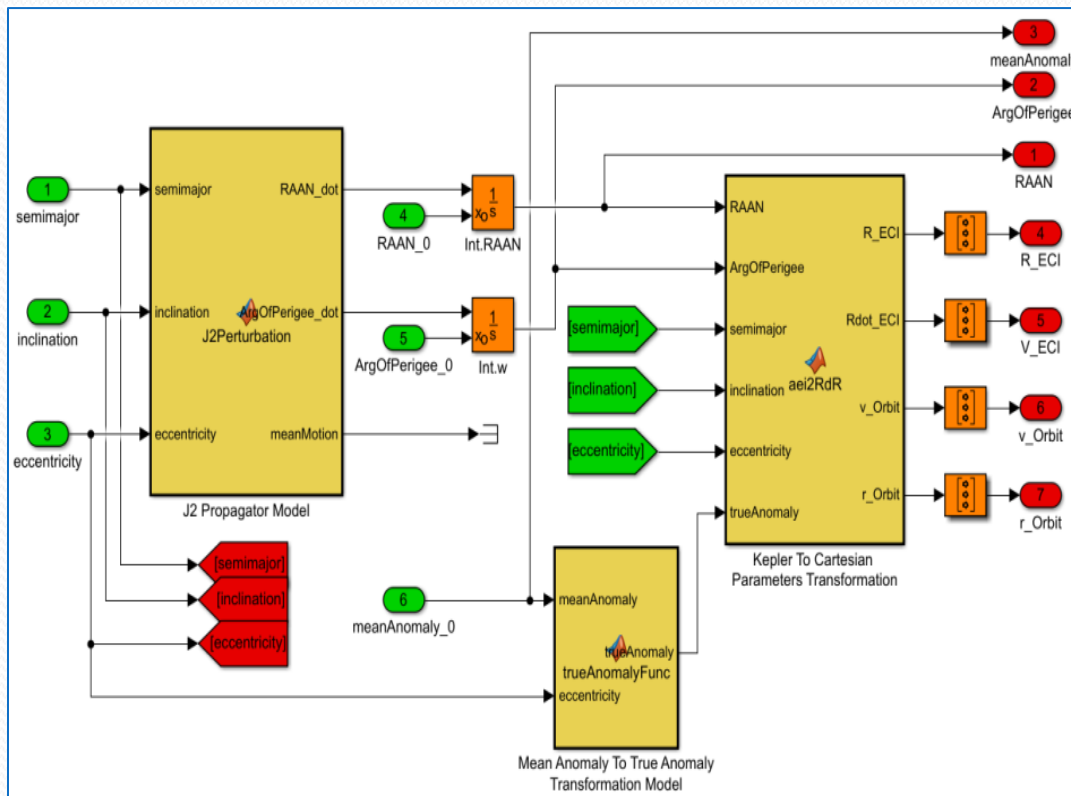 3
meanAnomal
2
ArgOfPerigee
1
RAAN
1
semimajor
semimajor
RAAN_dot
4
RAAN_0
1
x₀ s
Int.RAAN
2
inclination
inclination
ArgOfPerigee_dot
J2Perturbation
5
ArgOfPerigee_0
1
x₀ s
Int.w
3
eccentricity
eccentricity
meanMotion
J2 Propagator Model
[semimajor]
[inclination]
[eccentricity]
[semimajor]
[inclination]
[eccentricity]
RAAN
ArgOfPerigee
semimajor
inclination
eccentricity
trueAnomaly
aei2RdR
R_ECI
Rdot_ECI
v_Orbit
r_Orbit
Kepler To Cartesian
Parameters Transformation
4
R_ECI
5
V_ECI
6
v_Orbit
7
r_Orbit
6
meanAnomaly_0
meanAnomaly
trueAnomaly
trueAnomalyFunc
eccentricity
Mean Anomaly To True Anomaly
Transformation Model